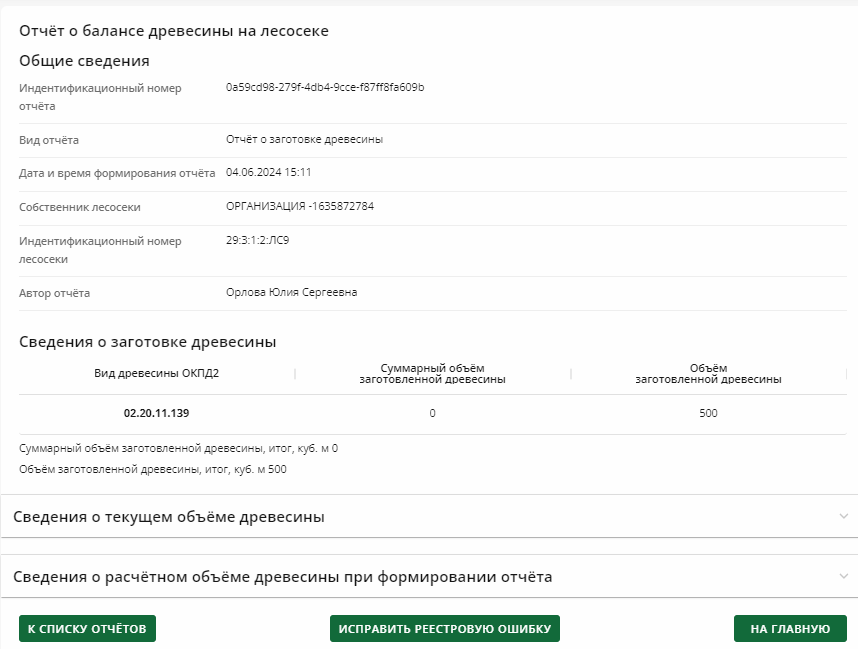 Отчёт о балансе древесины на лесосеке
Общие сведения
Индентификационный номер
отчёта
0a59cd98-279f-4db4-9cce-f87ff8fa609b
Вид отчёта
Отчёт о заготовке древесины
Дата и время формирования отчёта
04.06.2024 15:11
Собственник лесосеки
ОРГАНИЗАЦИЯ -1635872784
Индентификационный номер
лесосеки
29:3:1:2:ЛС9
Автор отчёта
Орлова Юлия Сергеевна
Сведения о заготовке древесины
Вид древесины ОКПД2
Суммарный объём
заготовленной древесины
Объём
заготовленной древесины
02.20.11.139
0
500
Суммарный объём заготовленной древесины, итог, куб. м 0
Объём заготовленной древесины, итог, куб. м 500
Сведения о текущем объёме древесины
Сведения о расчётном объёме древесины при формировании отчёта
К СПИСКУ ОТЧЁТОВ
ИСПРАВИТЬ РЕЕСТРОВУЮ ОШИБКУ
НА ГЛАВНУЮ